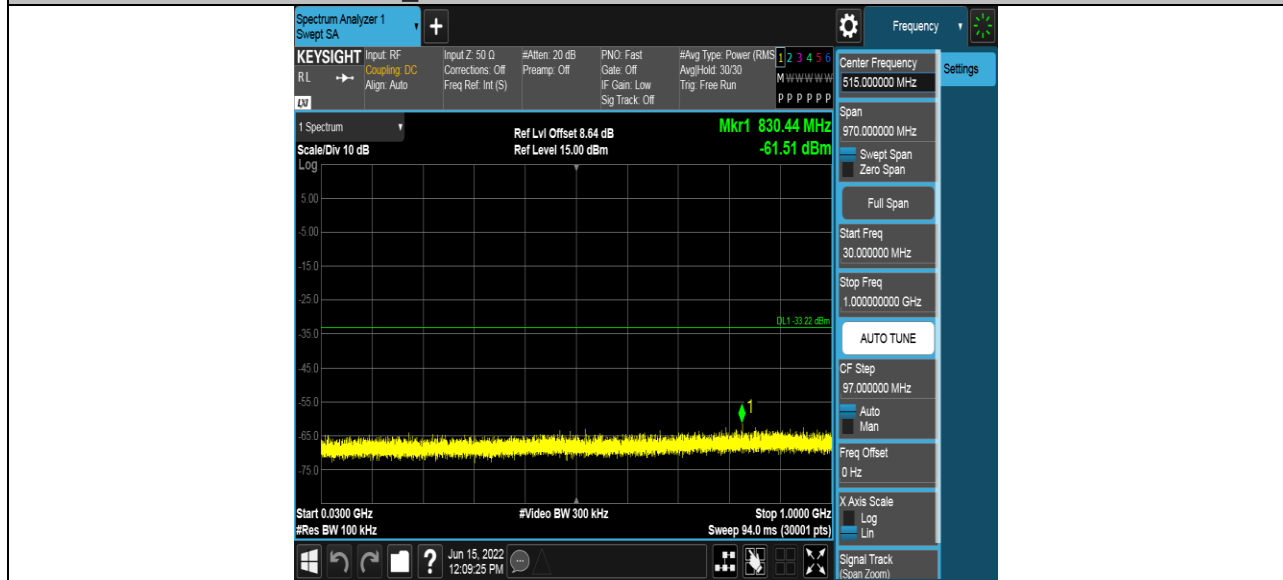 Spectrum Analyzer 1
Swept SA
+
Frequency
KEYSIGHT
RL
LXI
Input: RF
Coupling: DC
Align: Auto
Input Z: 50 Ω
Corrections: Off
Freq Ref: Int (S)
#Atten: 20 dB
Preamp: Off
PNO: Fast
Gate: Off
IF Gain: Low
Sig Track: Off
#Avg Type: Power (RMS
Avg|Hold: 30/30
Trig: Free Run
1 2 3 4 5 6
M W W W W W
P P P P P P
1 Spectrum
Scale/Div 10 dB
Log
Ref Lvl Offset 8.64 dB
Ref Level 15.00 dBm
Mkr1 830.44 MHz
-61.51 dBm
5.00
-5.00
-15.0
-25.0
DL1 -33.22 dBm
-35.0
-45.0
-55.0
1
-65.0
-75.0
Start 0.0300 GHz
#Video BW 300 kHz
Stop 1.0000 GHz
#Res BW 100 kHz
Sweep 94.0 ms (30001 pts)
?
Jun 15, 2022
12:09:25 PM
Center Frequency
515.000000 MHz
Settings
Span
970.000000 MHz
Swept Span
Zero Span
Full Span
Start Freq
30.000000 MHz
Stop Freq
1.000000000 GHz
AUTO TUNE
CF Step
97.000000 MHz
Auto
Man
Freq Offset
0 Hz
X Axis Scale
Log
Lin
Signal Track
(Span Zoom)